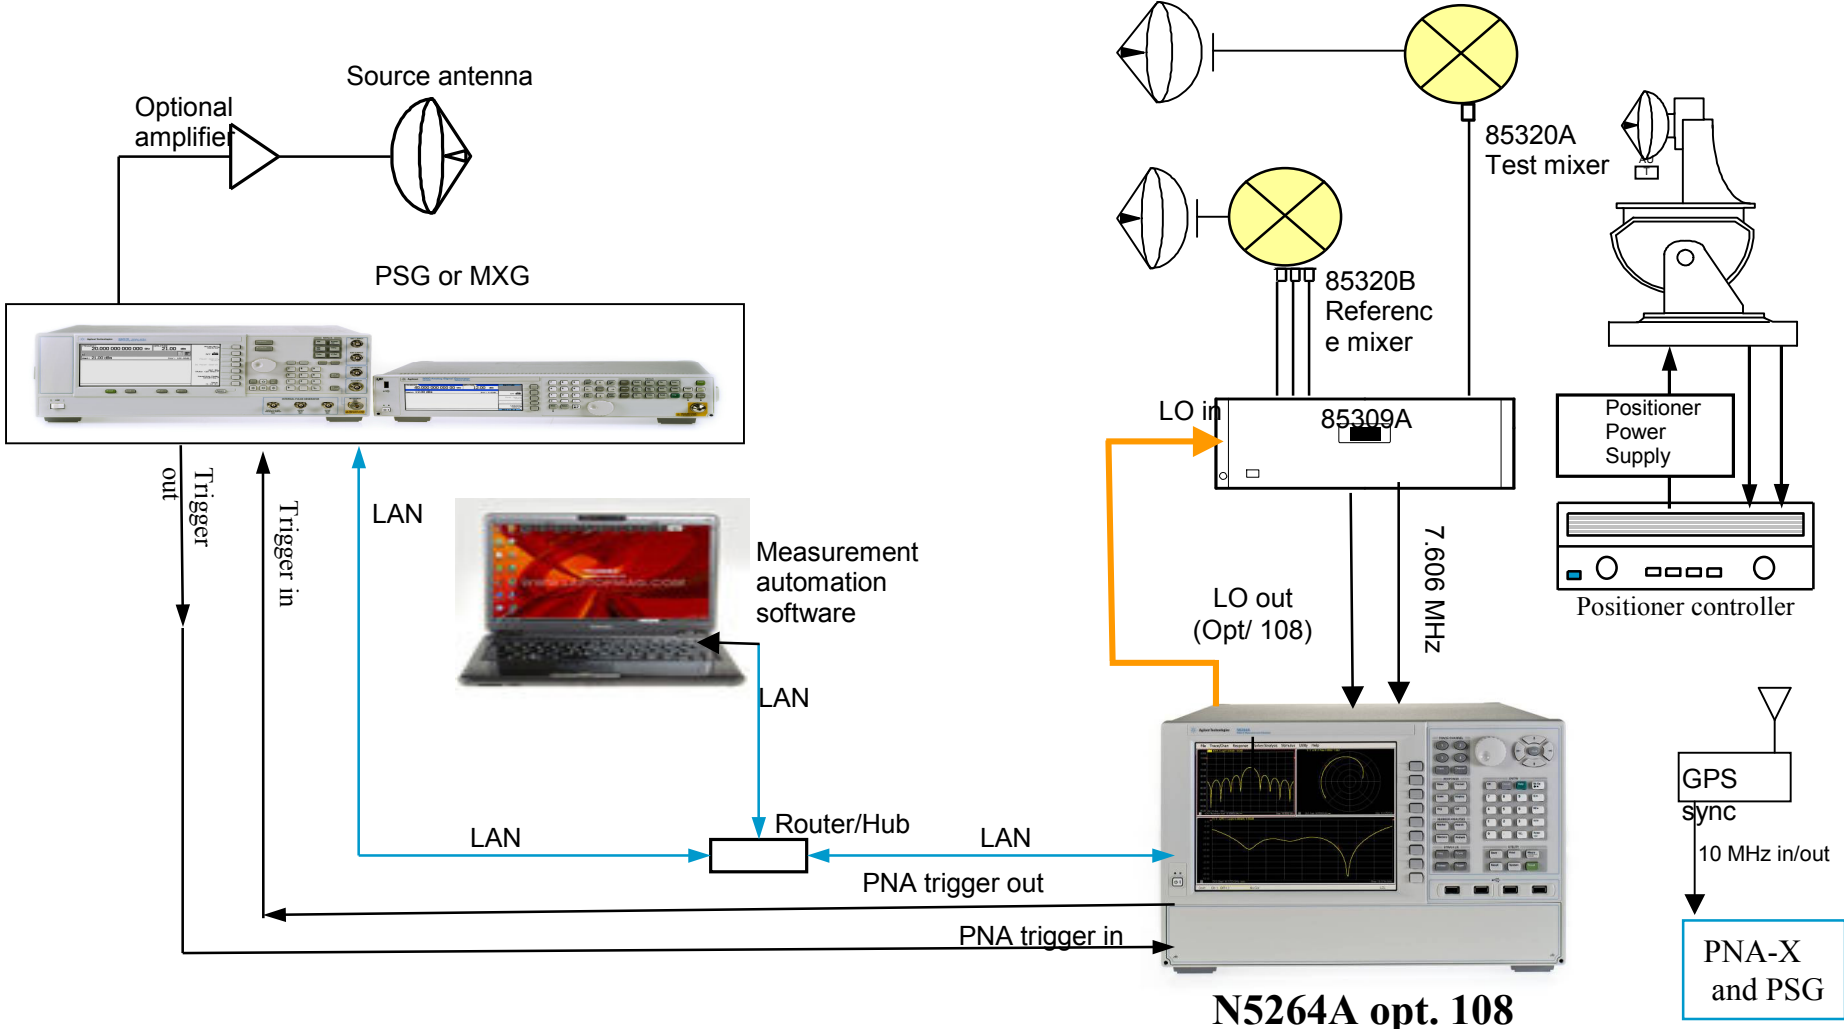 Source antenna
Optional
amplifier
PSG or MXG
Trigger
out
Trigger in
LAN
Measurement
automation
software
LAN
LAN
Router/Hub
LAN
PNA trigger out
PNA trigger in
85320A
Test mixer
85320B
Referenc
e mixer
LO in
85309A
LO out
(Opt/ 108)
7.606 MHz
AU
T
Positioner
Power
Supply
Positioner controller
GPS
sync
10 MHz in/out
PNA-X
and PSG
N5264A opt. 108